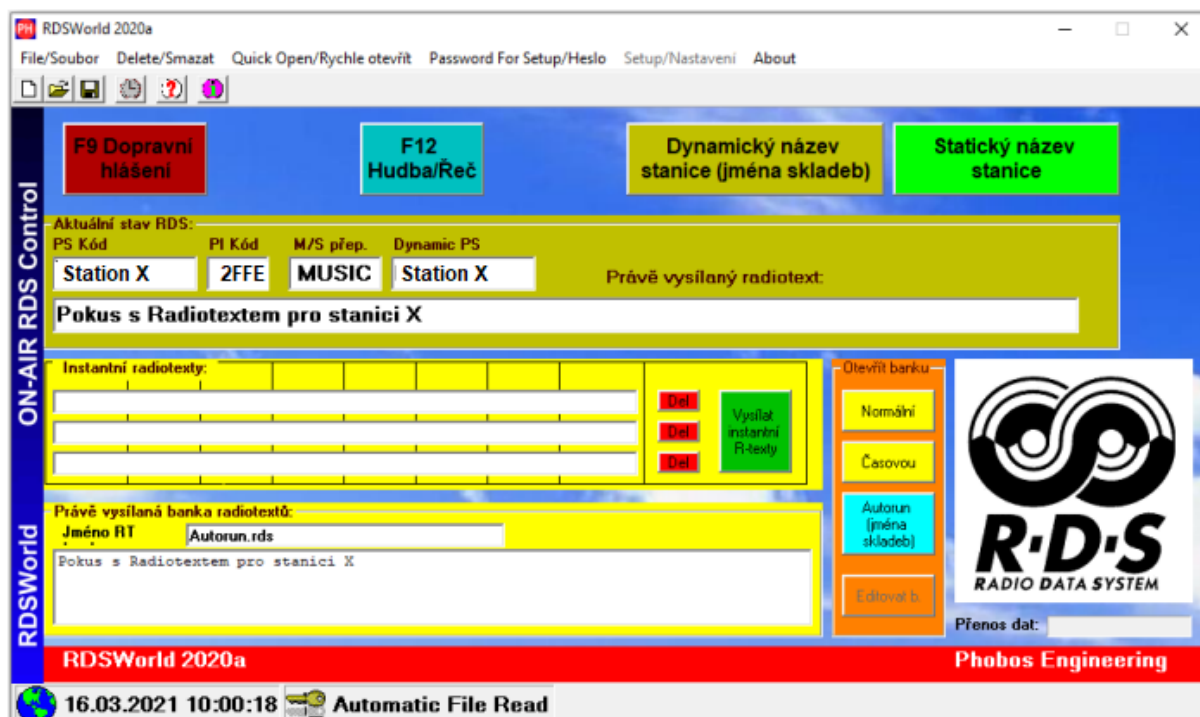 PH RDSWorld 2020a
File/Soubor Delete/Smazat Quick Open/Rychle otevřít Password For Setup/Heslo Setup/Nastavení About
F9 Dopravní
hlášení
F12
Hudba/Řeč
Dynamický název
stanice (jména skladeb)
Statický název
stanice
ON-AIR RDS Control
Aktuální stav RDS:
PS Kód PI Kód M/S přep. Dynamic PS
Station X 2FFE MUSIC Station X Právě vysílaný radiotext:
Pokus s Radiotextem pro stanici X
Instantní radiotexty:
Del
Del
Del
Vysílat
instantní
R-texty
Otevřít banku
Normální
Časovou
Autorun
(jména
skladeb)
Editovat b.
R·D·S
RADIO DATA SYSTEM
Právě vysílaná banka radiotextů:
Jméno RT Autorun.rds
Pokus s Radiotextem pro stanici X
Přenos dat:
RDSWorld
RDSWorld 2020a Phobos Engineering
16.03.2021 10:00:18 Automatic File Read